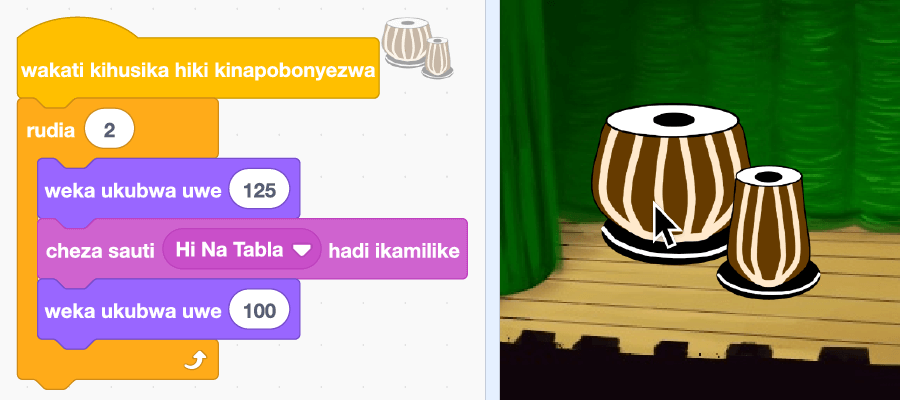 wakati kihusika hiki kinapobonyezwa
rudia 2
weka ukubwa uwe 125
cheza sauti Hi Na Tabla hadi ikamilike
weka ukubwa uwe 100